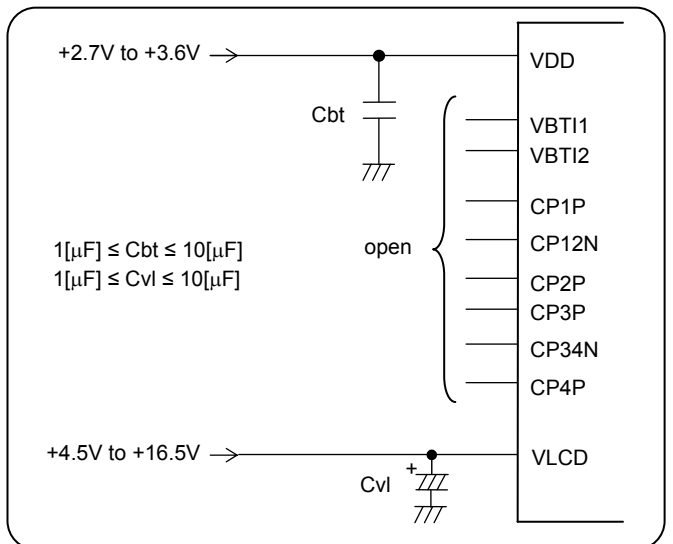 +2.7V to +3.6V
VDD
Cbt
VBTI1
VBTI2
CP1P
CP12N
CP2P
CP3P
CP34N
CP4P
open
1[μF] ≤ Cbt ≤ 10[μF]
1[μF] ≤ Cvl ≤ 10[μF]
+4.5V to +16.5V
VLCD
+
Cvl